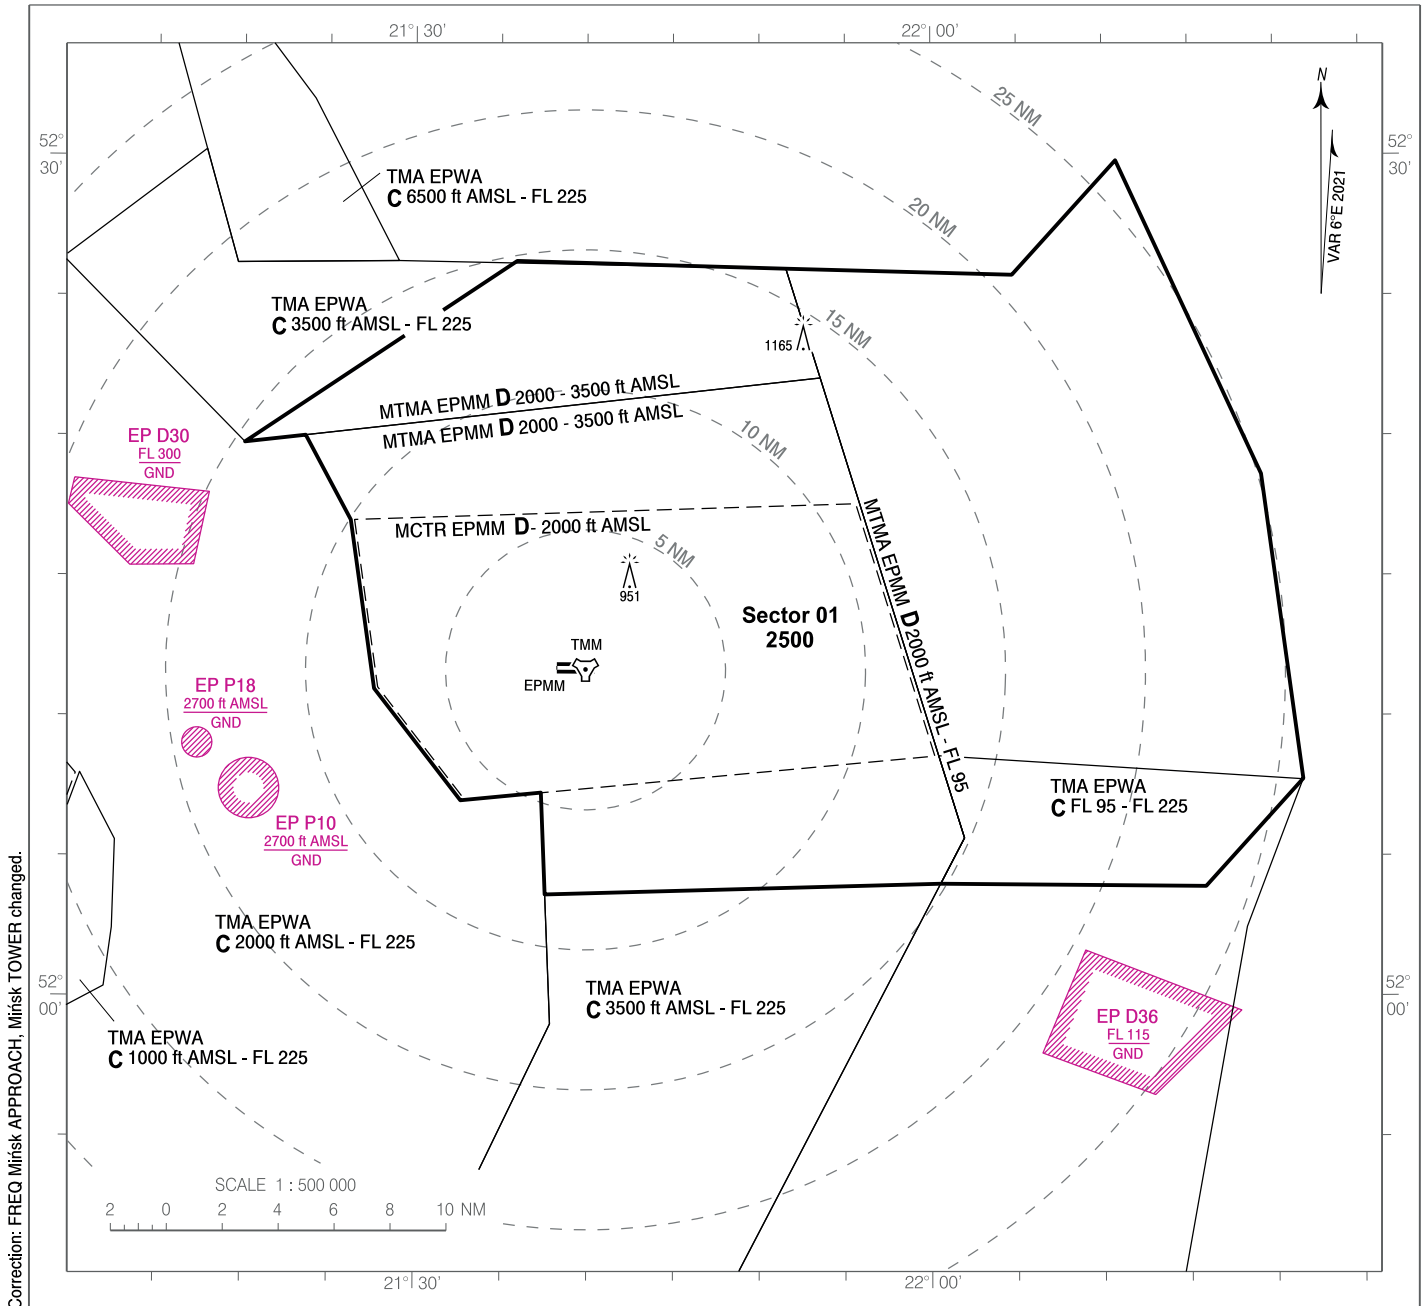 21° 30'
22° 00'
25 NM
N
VAR 6°E 2021
52°
30'
52°
30'
TMA EPWA
C 6500 ft AMSL - FL 225
20 NM
TMA EPWA
C 3500 ft AMSL - FL 225
15 NM
1165
MTMA EPMM D 2000 - 3500 ft AMSL
MTMA EPMM D 2000 - 3500 ft AMSL
10 NM
EP D30
FL 300
GND
MCTR EPMM D - 2000 ft AMSL
5 NM
MTMA EPMM D 2000 ft AMSL - FL 95
951
Sector 01
2500
TMM
EPMM
EP P18
2700 ft AMSL
GND
TMA EPWA
C FL 95 - FL 225
EP P10
2700 ft AMSL
GND
TMA EPWA
C 2000 ft AMSL - FL 225
52°
00'
52°
00'
TMA EPWA
C 3500 ft AMSL - FL 225
EP D36
FL 115
GND
TMA EPWA
C 1000 ft AMSL - FL 225
SCALE 1 : 500 000
2 0 2 4 6 8 10 NM
21° 30'
22° 00'
Correction: FREQ Mińsk APPROACH, Mińsk TOWER changed.